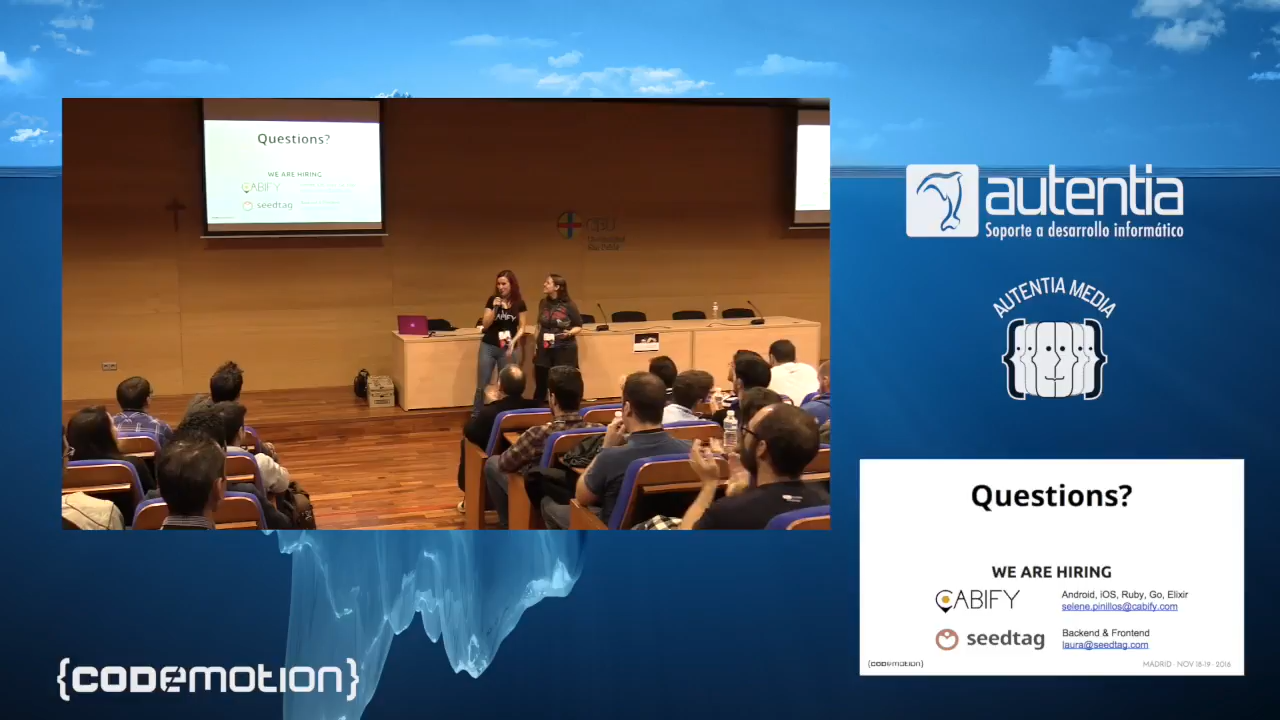 Questions?
WE ARE HIRING
CABIFY
seedtag
CEU
CABIFY
autentia
Soporte a desarrollo informático
AUTENTIA MEDIA
Questions?
WE ARE HIRING
CABIFY
Android, iOS, Ruby, Go, Elixir
selene.pinillos@cabify.com
seedtag
Backend & Frontend
laura@seedtag.com
{CODEMOTION}
MADRID · NOV 18-19 · 2016
{CODEMOTION}